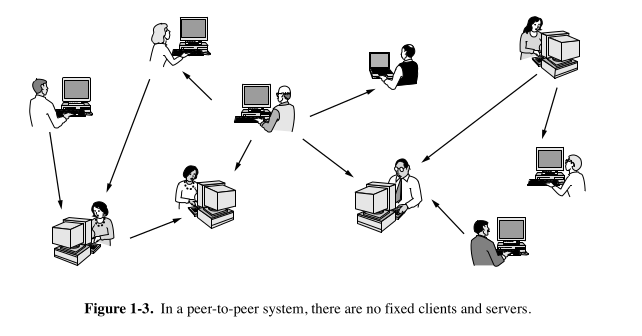 Figure 1-3. In a peer-to-peer system, there are no fixed clients and servers.